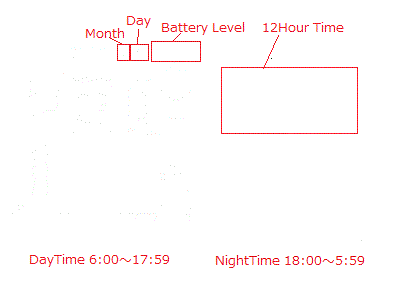 Day
Month
Battery Level
12Hour Time
DayTime 6:00～17:59
NightTime 18:00～5:59